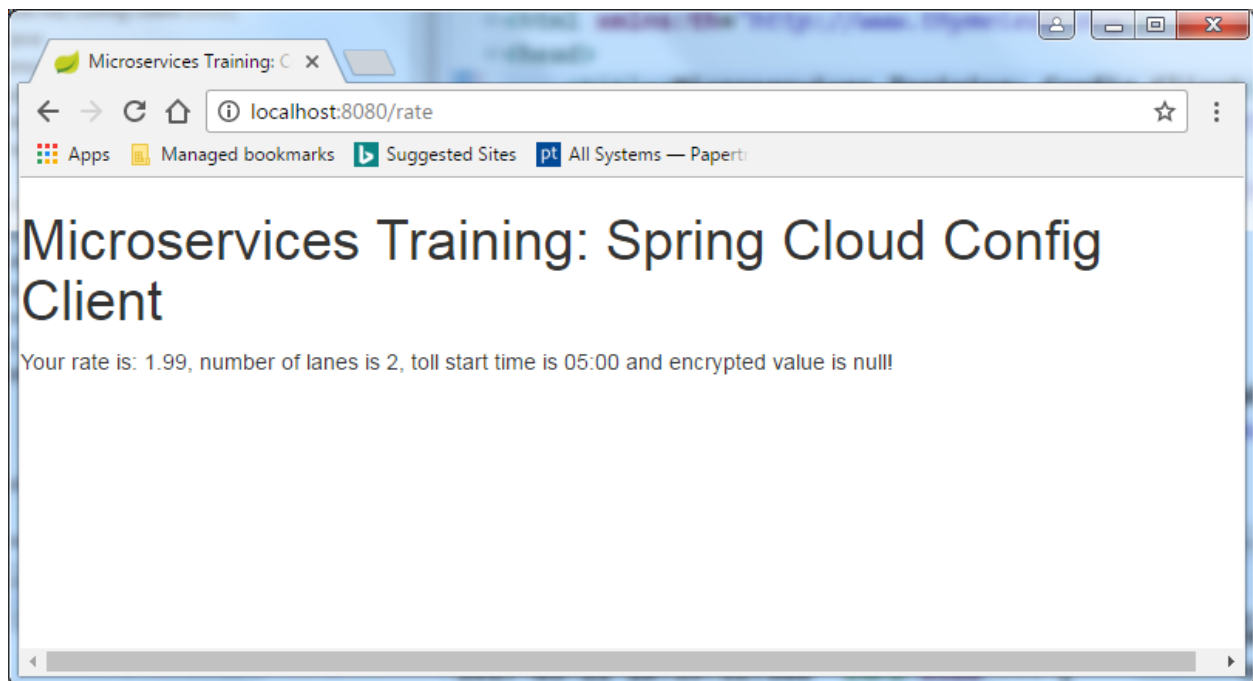 Microservices Training: C
localhost:8080/rate
Apps Managed bookmarks Suggested Sites pt All Systems — Papertr
Microservices Training: Spring Cloud Config
Client
Your rate is: 1.99, number of lanes is 2, toll start time is 05:00 and encrypted value is null!